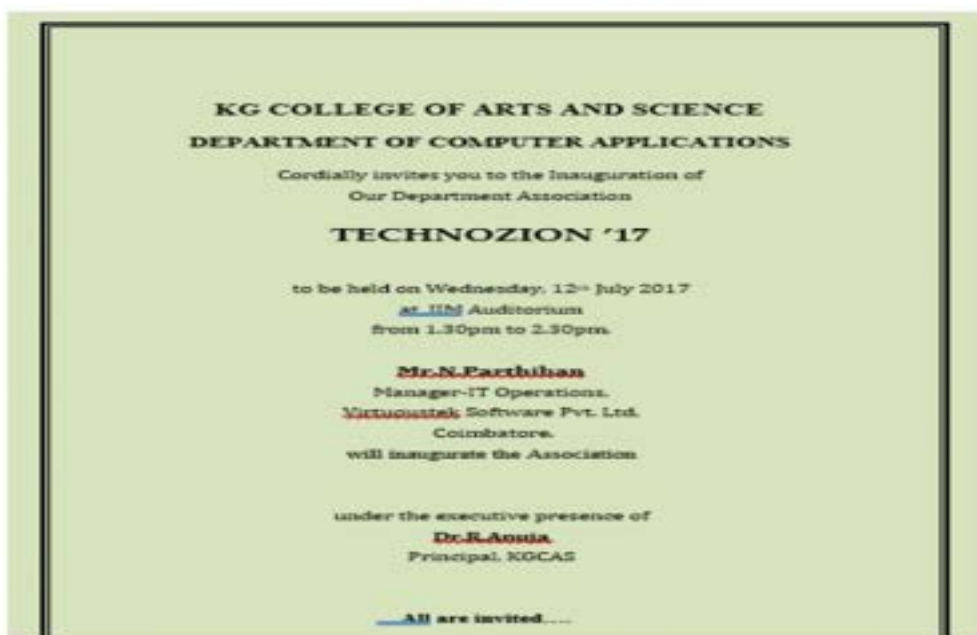 KG COLLEGE OF ARTS AND SCIENCE
DEPARTMENT OF COMPUTER APPLICATIONS
Cordially invites you to the Inauguration of
Our Department Association
TECHNOZION '17
to be held on Wednesday, 12th July 2017
at IIM Auditorium
from 1.30pm to 2.30pm.
Mr.N.Parthiban
Manager-IT Operations,
Virtuoustek Software Pvt. Ltd.
Coimbatore.
will inaugurate the Association
under the executive presence of
Dr.R.Anuja
Principal, KGCAS
All are invited....